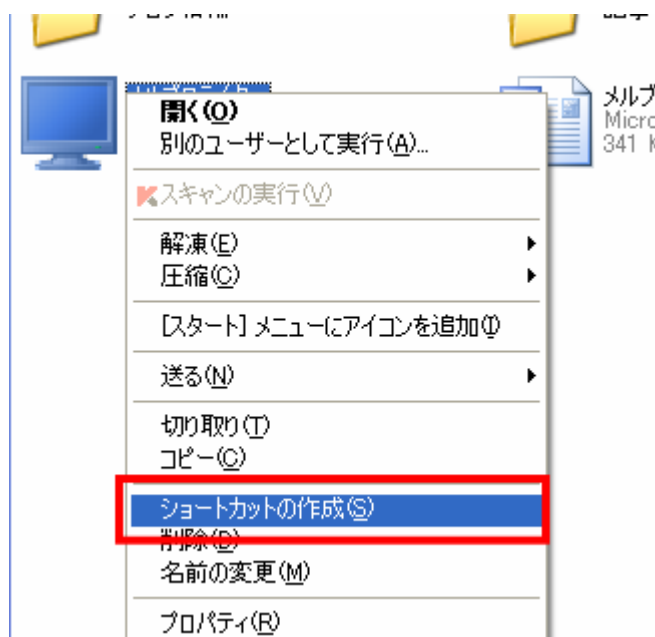 メルプ
Micro
341 K
開く(O)
別のユーザーとして実行(A)...
スキャンの実行(V)
解凍(E)
圧縮(C)
[スタート] メニューにアイコンを追加(I)
送る(N)
切り取り(T)
コピー(C)
ショートカットの作成(S)
削除(D)
名前の変更(M)
プロパティ(R)